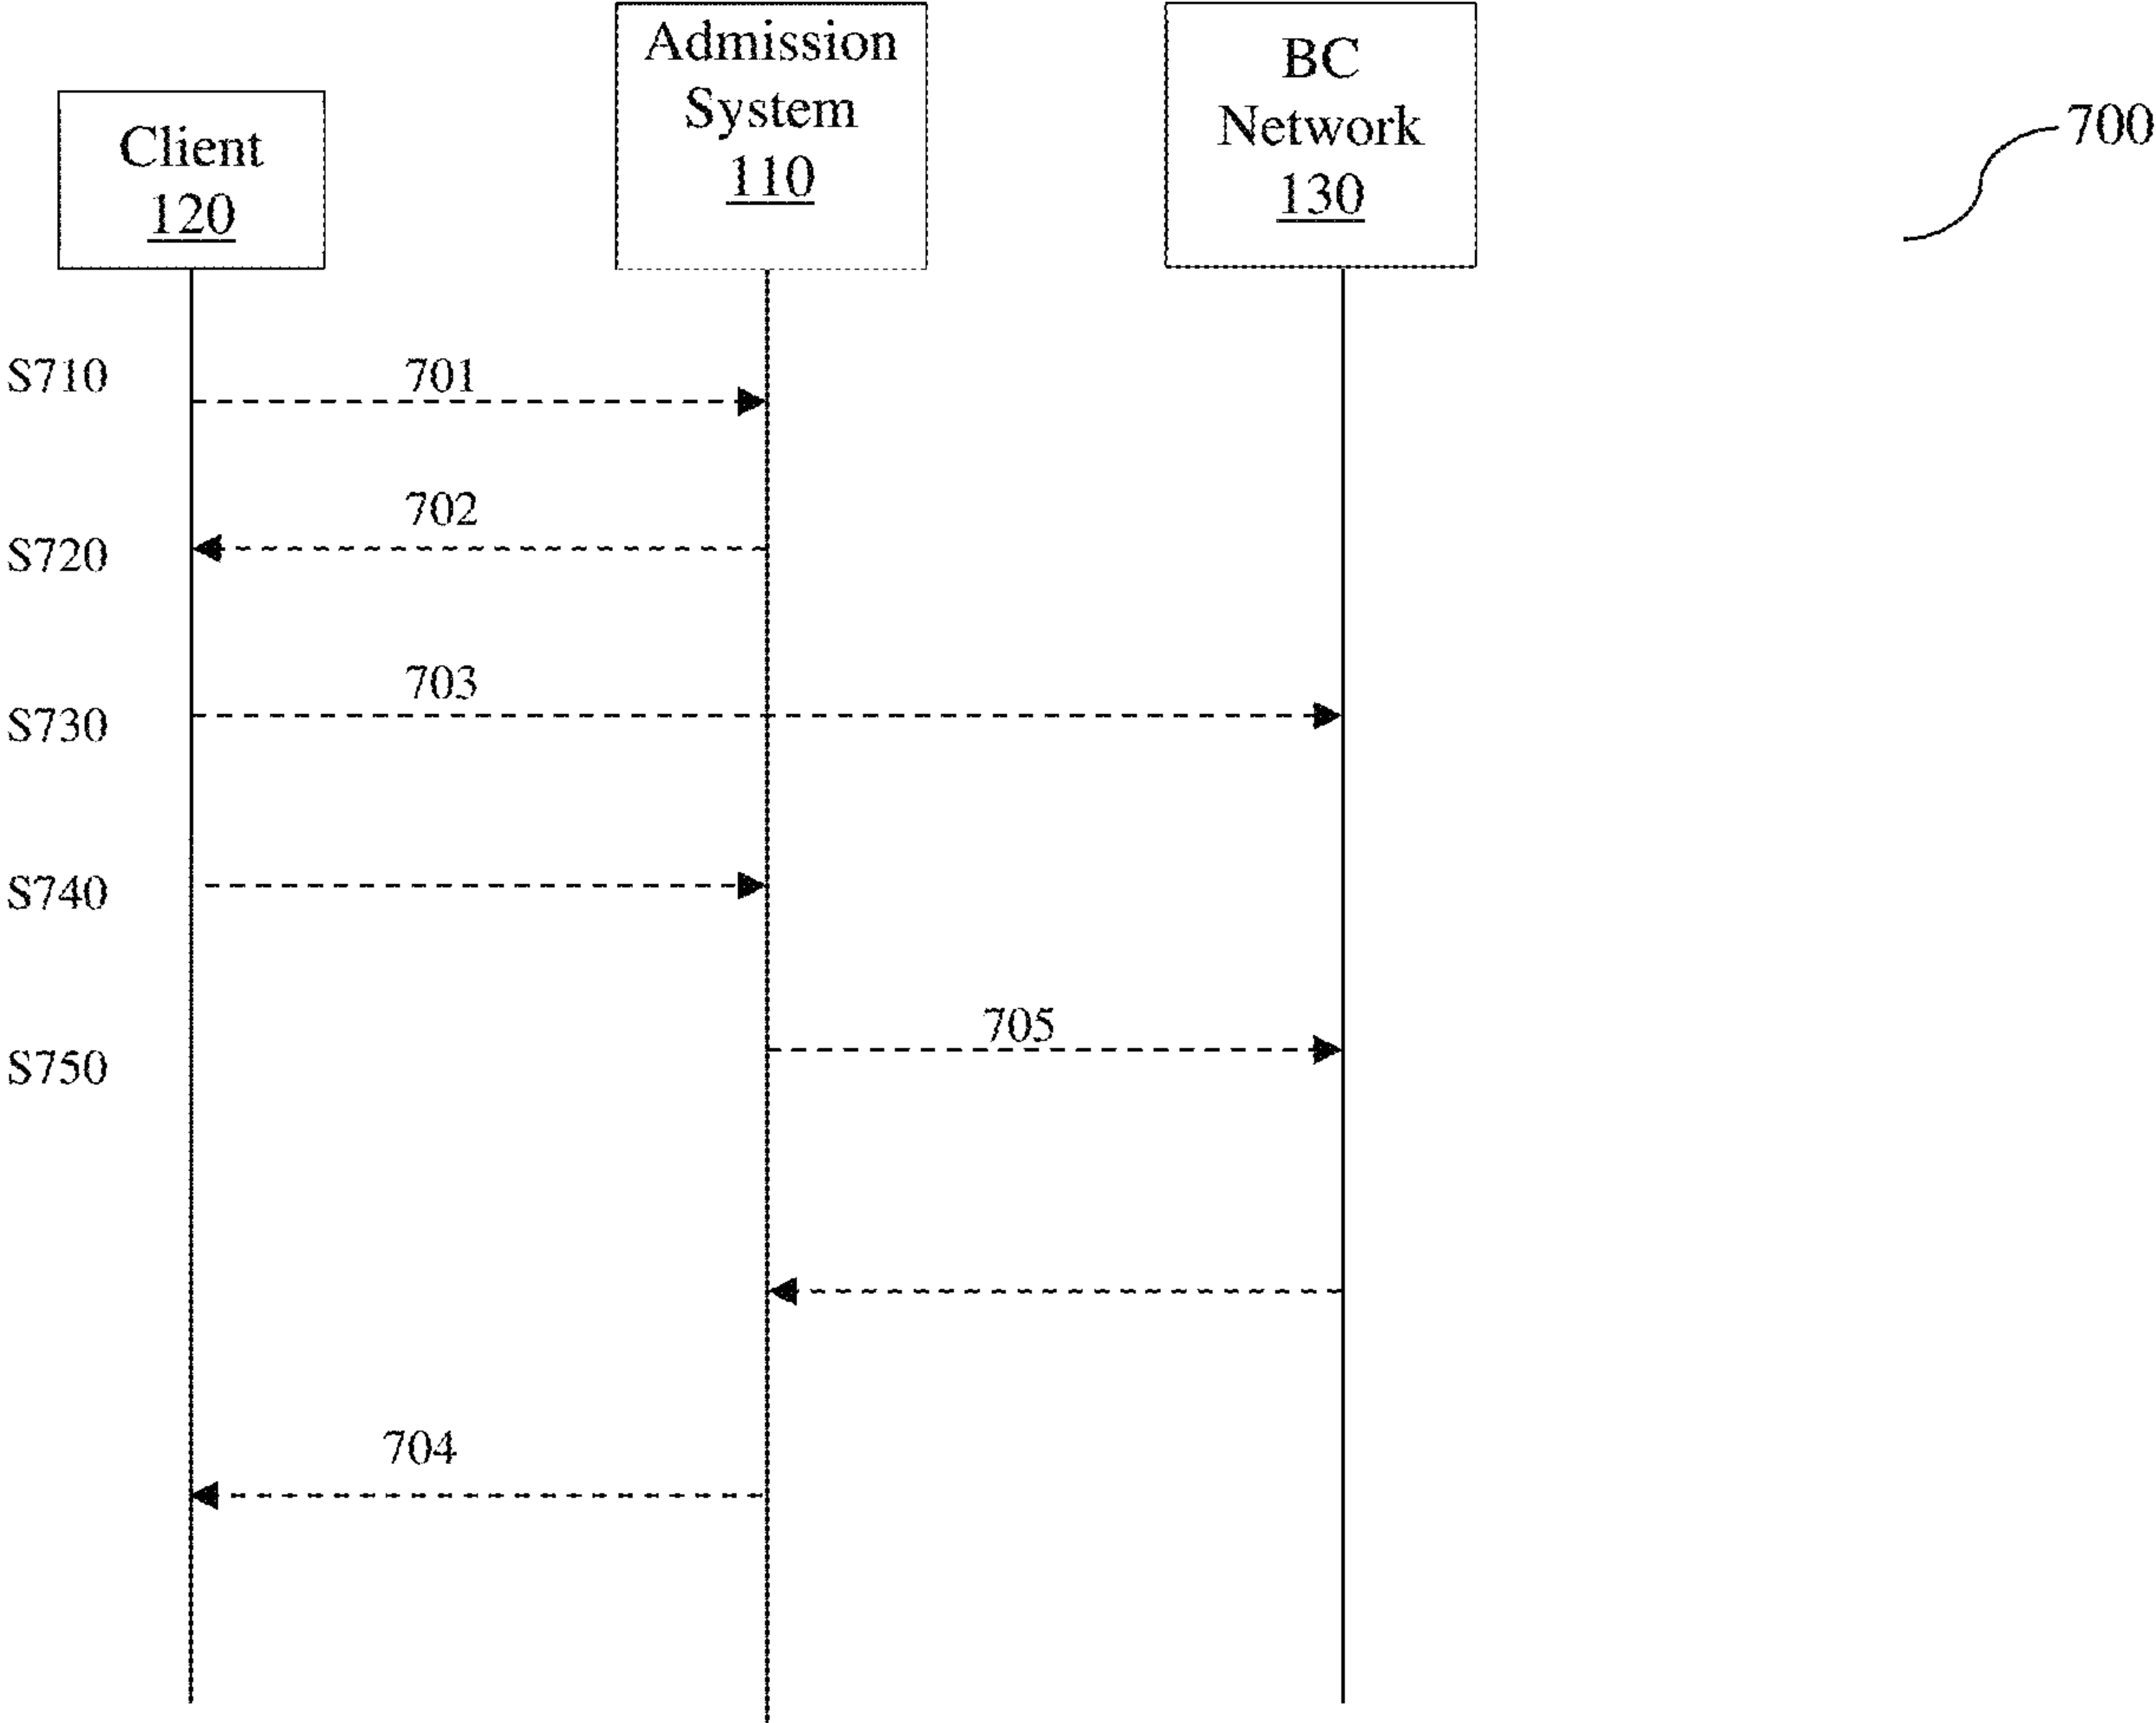 Admission
System
110
BC
Network
130
Client
120
700
S710
701
702
S720
703
S730
S740
705
S750
704